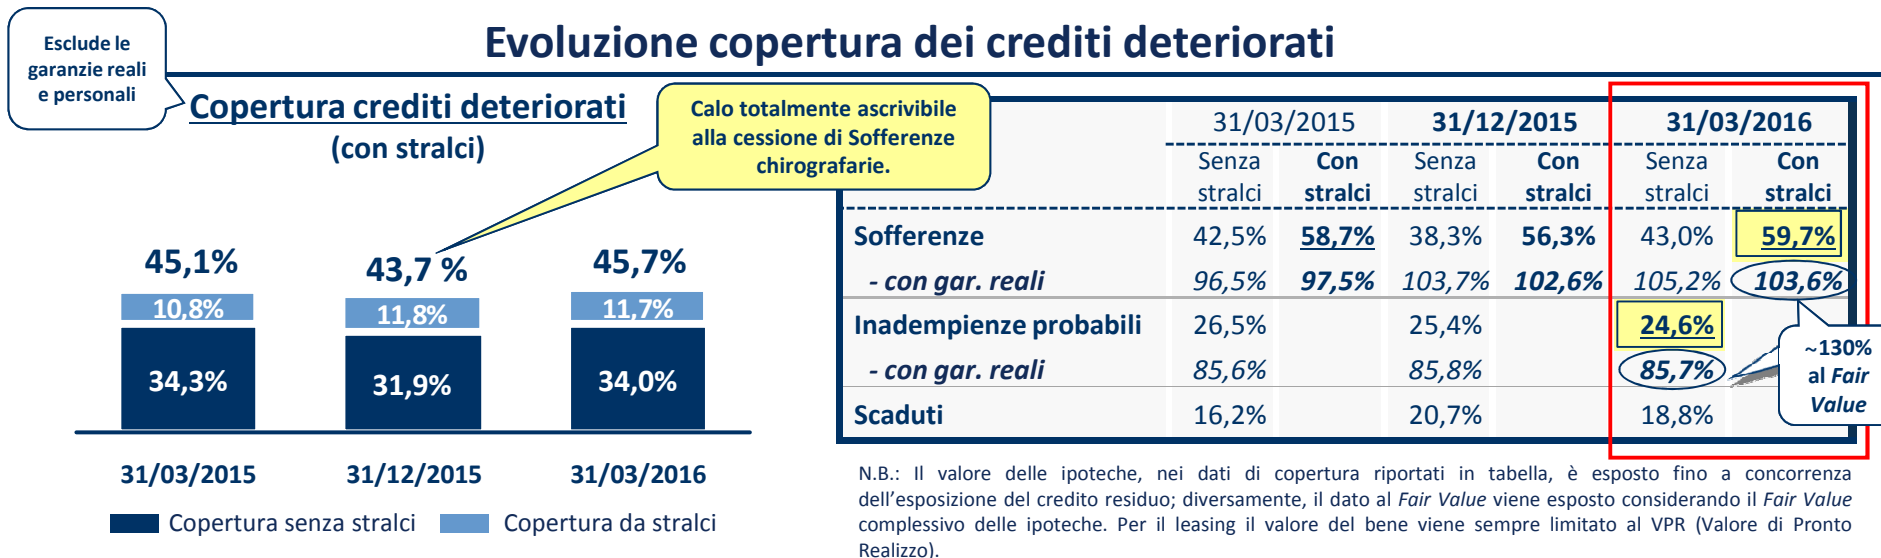 Esclude le
garanzie reali
e personali
Evoluzione copertura dei crediti deteriorati
Copertura crediti deteriorati
(con stralci)
Calo totalmente ascrivibile
alla cessione di Sofferenze
chirografarie.
45,1% 43,7 % 45,7%
10,8% 11,8% 11,7%
34,3% 31,9% 34,0%
31/03/2015 31/12/2015 31/03/2016
Copertura senza stralci Copertura da stralci
31/03/2015 31/12/2015 31/03/2016
Senza Con Senza Con Senza Con
stralci stralci stralci stralci stralci stralci
Sofferenze 42,5% 58,7% 38,3% 56,3% 43,0% 59,7%
- con gar. reali 96,5% 97,5% 103,7% 102,6% 105,2% 103,6%
Inadempienze probabili 26,5% 25,4% 24,6%
- con gar. reali 85,6% 85,8% 85,7%
Scaduti 16,2% 20,7% 18,8%
~130%
al Fair
Value
N.B.: Il valore delle ipoteche, nei dati di copertura riportati in tabella, è esposto fino a concorrenza
dell'esposizione del credito residuo; diversamente, il dato al Fair Value viene esposto considerando il Fair Value
complessivo delle ipoteche. Per il leasing il valore del bene viene sempre limitato al VPR (Valore di Pronto
Realizzo).